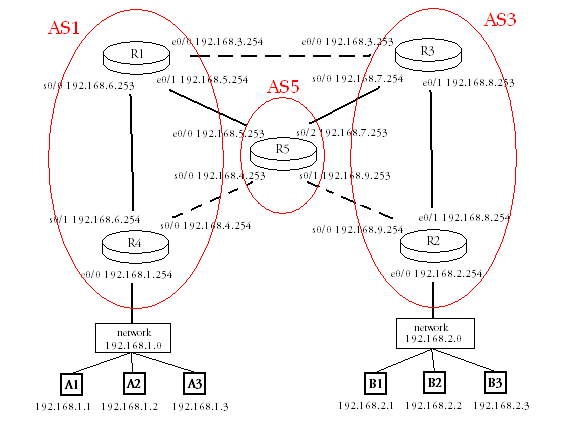 AS1
AS3
e0/0 192.168.3.254
e0/0 192.168.3.253
R1
R3
s0/0 192.168.6.253
e0/1 192.168.5.254
s0/0 192.168.7.254
e0/1 192.168.8.253
AS5
e0/0 192.168.5.253
s0/2 192.168.7.253
R5
s0/0 192.168.4.253
s0/1 192.168.9.253
s0/1 192.168.6.254
s0/0 192.168.4.254
s0/0 192.168.9.254
e0/1 192.168.8.254
R4
R2
e0/0 192.168.1.254
e0/0 192.168.2.254
network
192.168.1.0
network
192.168.2.0
A1
A2
A3
B1
B2
B3
192.168.1.1
192.168.1.2
192.168.1.3
192.168.2.1
192.168.2.2
192.168.2.3